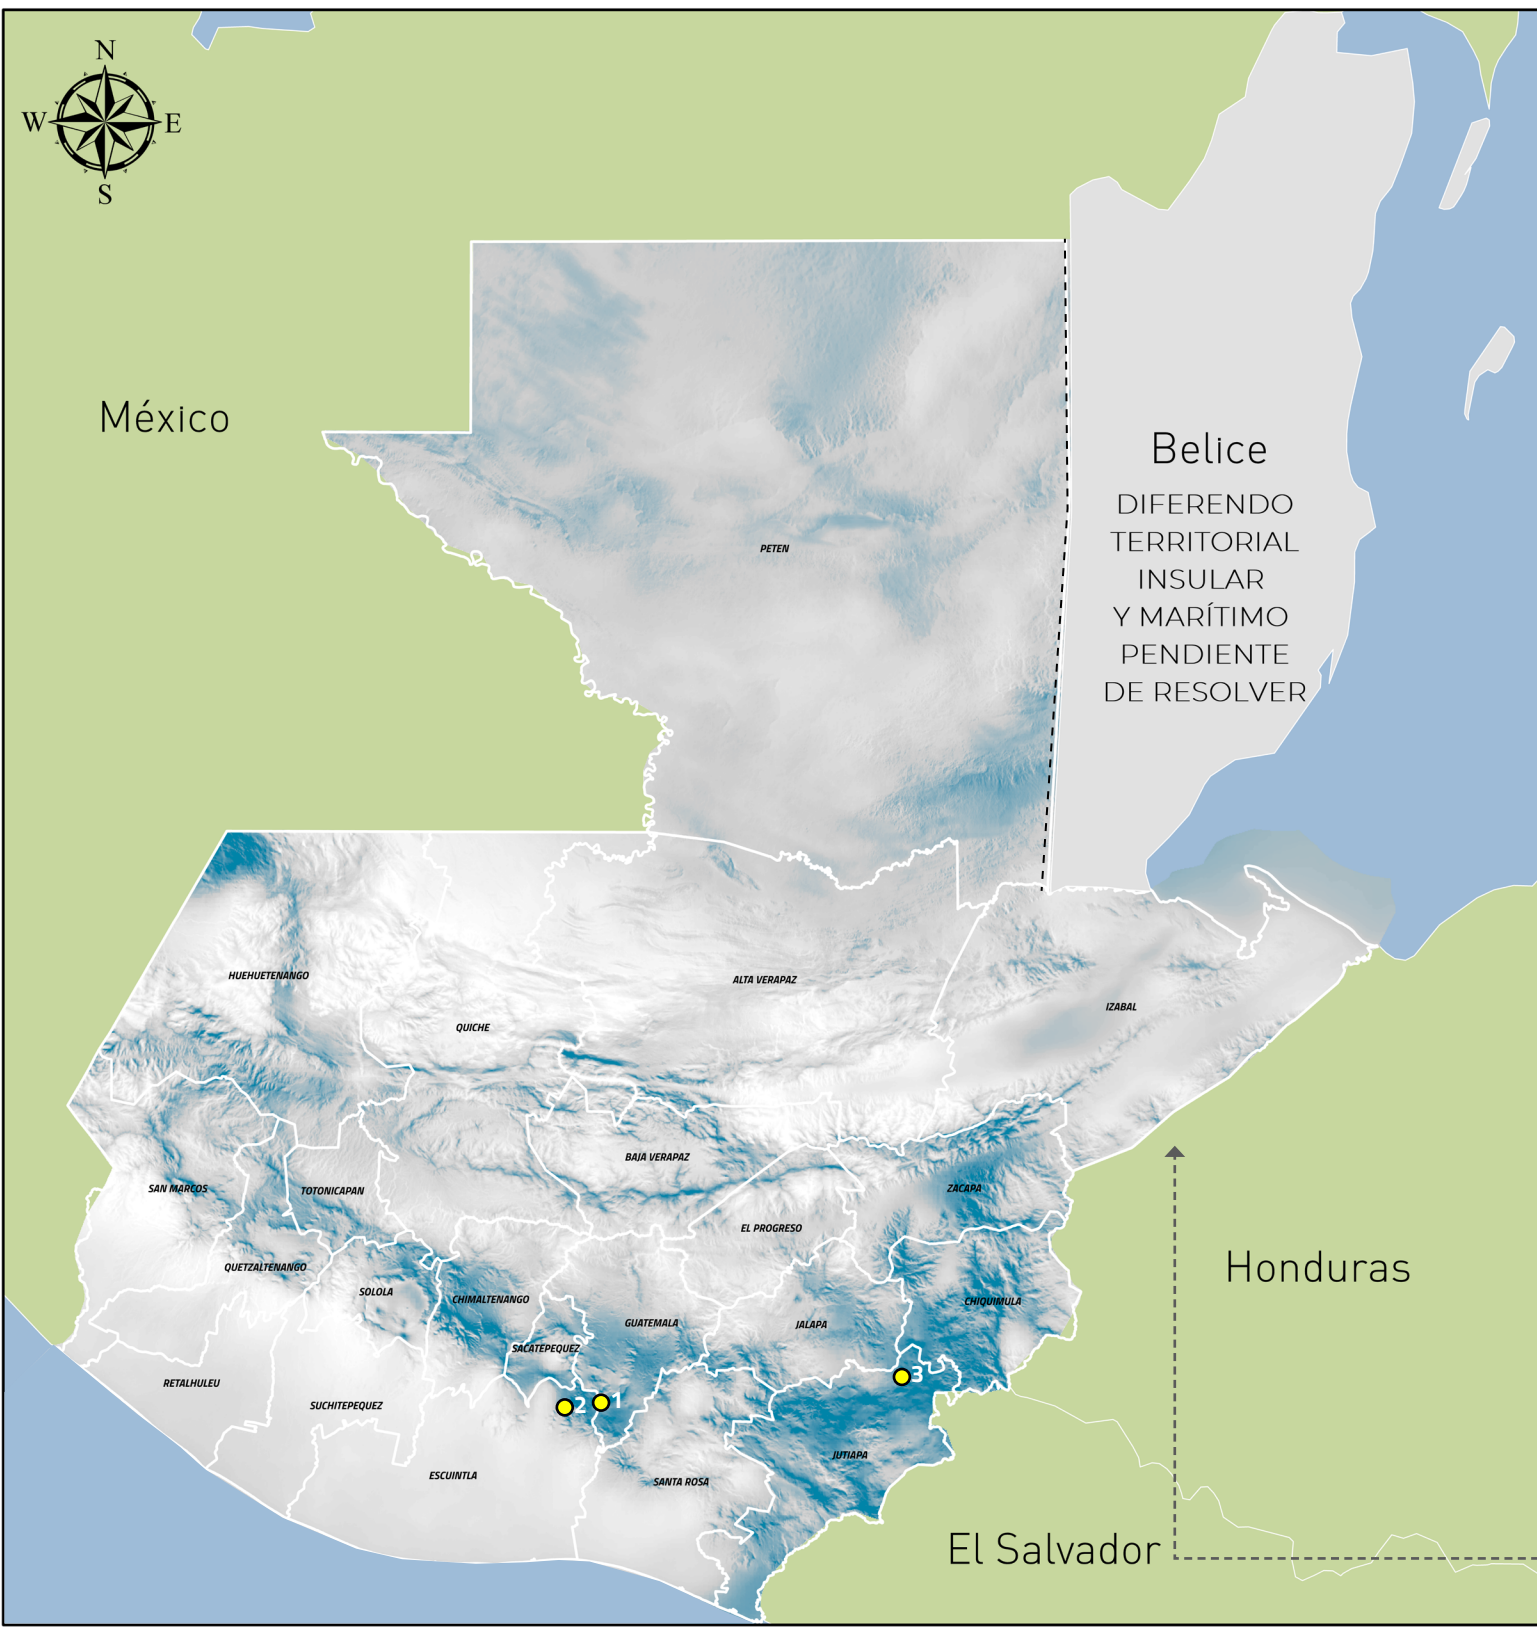 N
W
E
S
México
Belice
DIFERENDO
TERRITORIAL
INSULAR
Y MARÍTIMO
PENDIENTE
DE RESOLVER
PETEN
HUEHUETENANGO
ALTA VERAPAZ
IZABAL
QUICHE
BAJA VERAPAZ
SAN MARCOS
TOTONICAPAN
ZACAPA
EL PROGRESO
QUETZALTENANGO
Honduras
SOLOLA
CHIMALTENANGO
CHIQUIMULA
GUATEMALA
JALAPA
SACATEPEQUEZ
3
RETALHULEU
SUCHITEPEQUEZ
2
1
JUTIAPA
ESCUINTLA
SANTA ROSA
El Salvador